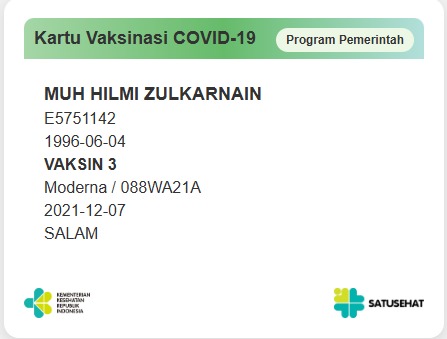 Kartu Vaksinasi COVID-19
Program Pemerintah
MUH HILMI ZULKARNAIN
E5751142
1996-06-04
VAKSIN 3
Moderna / 088WA21A
2021-12-07
SALAM
KEMENTERIAN
KESEHATAN
REPUBLIK
INDONESIA
SATUSEHAT